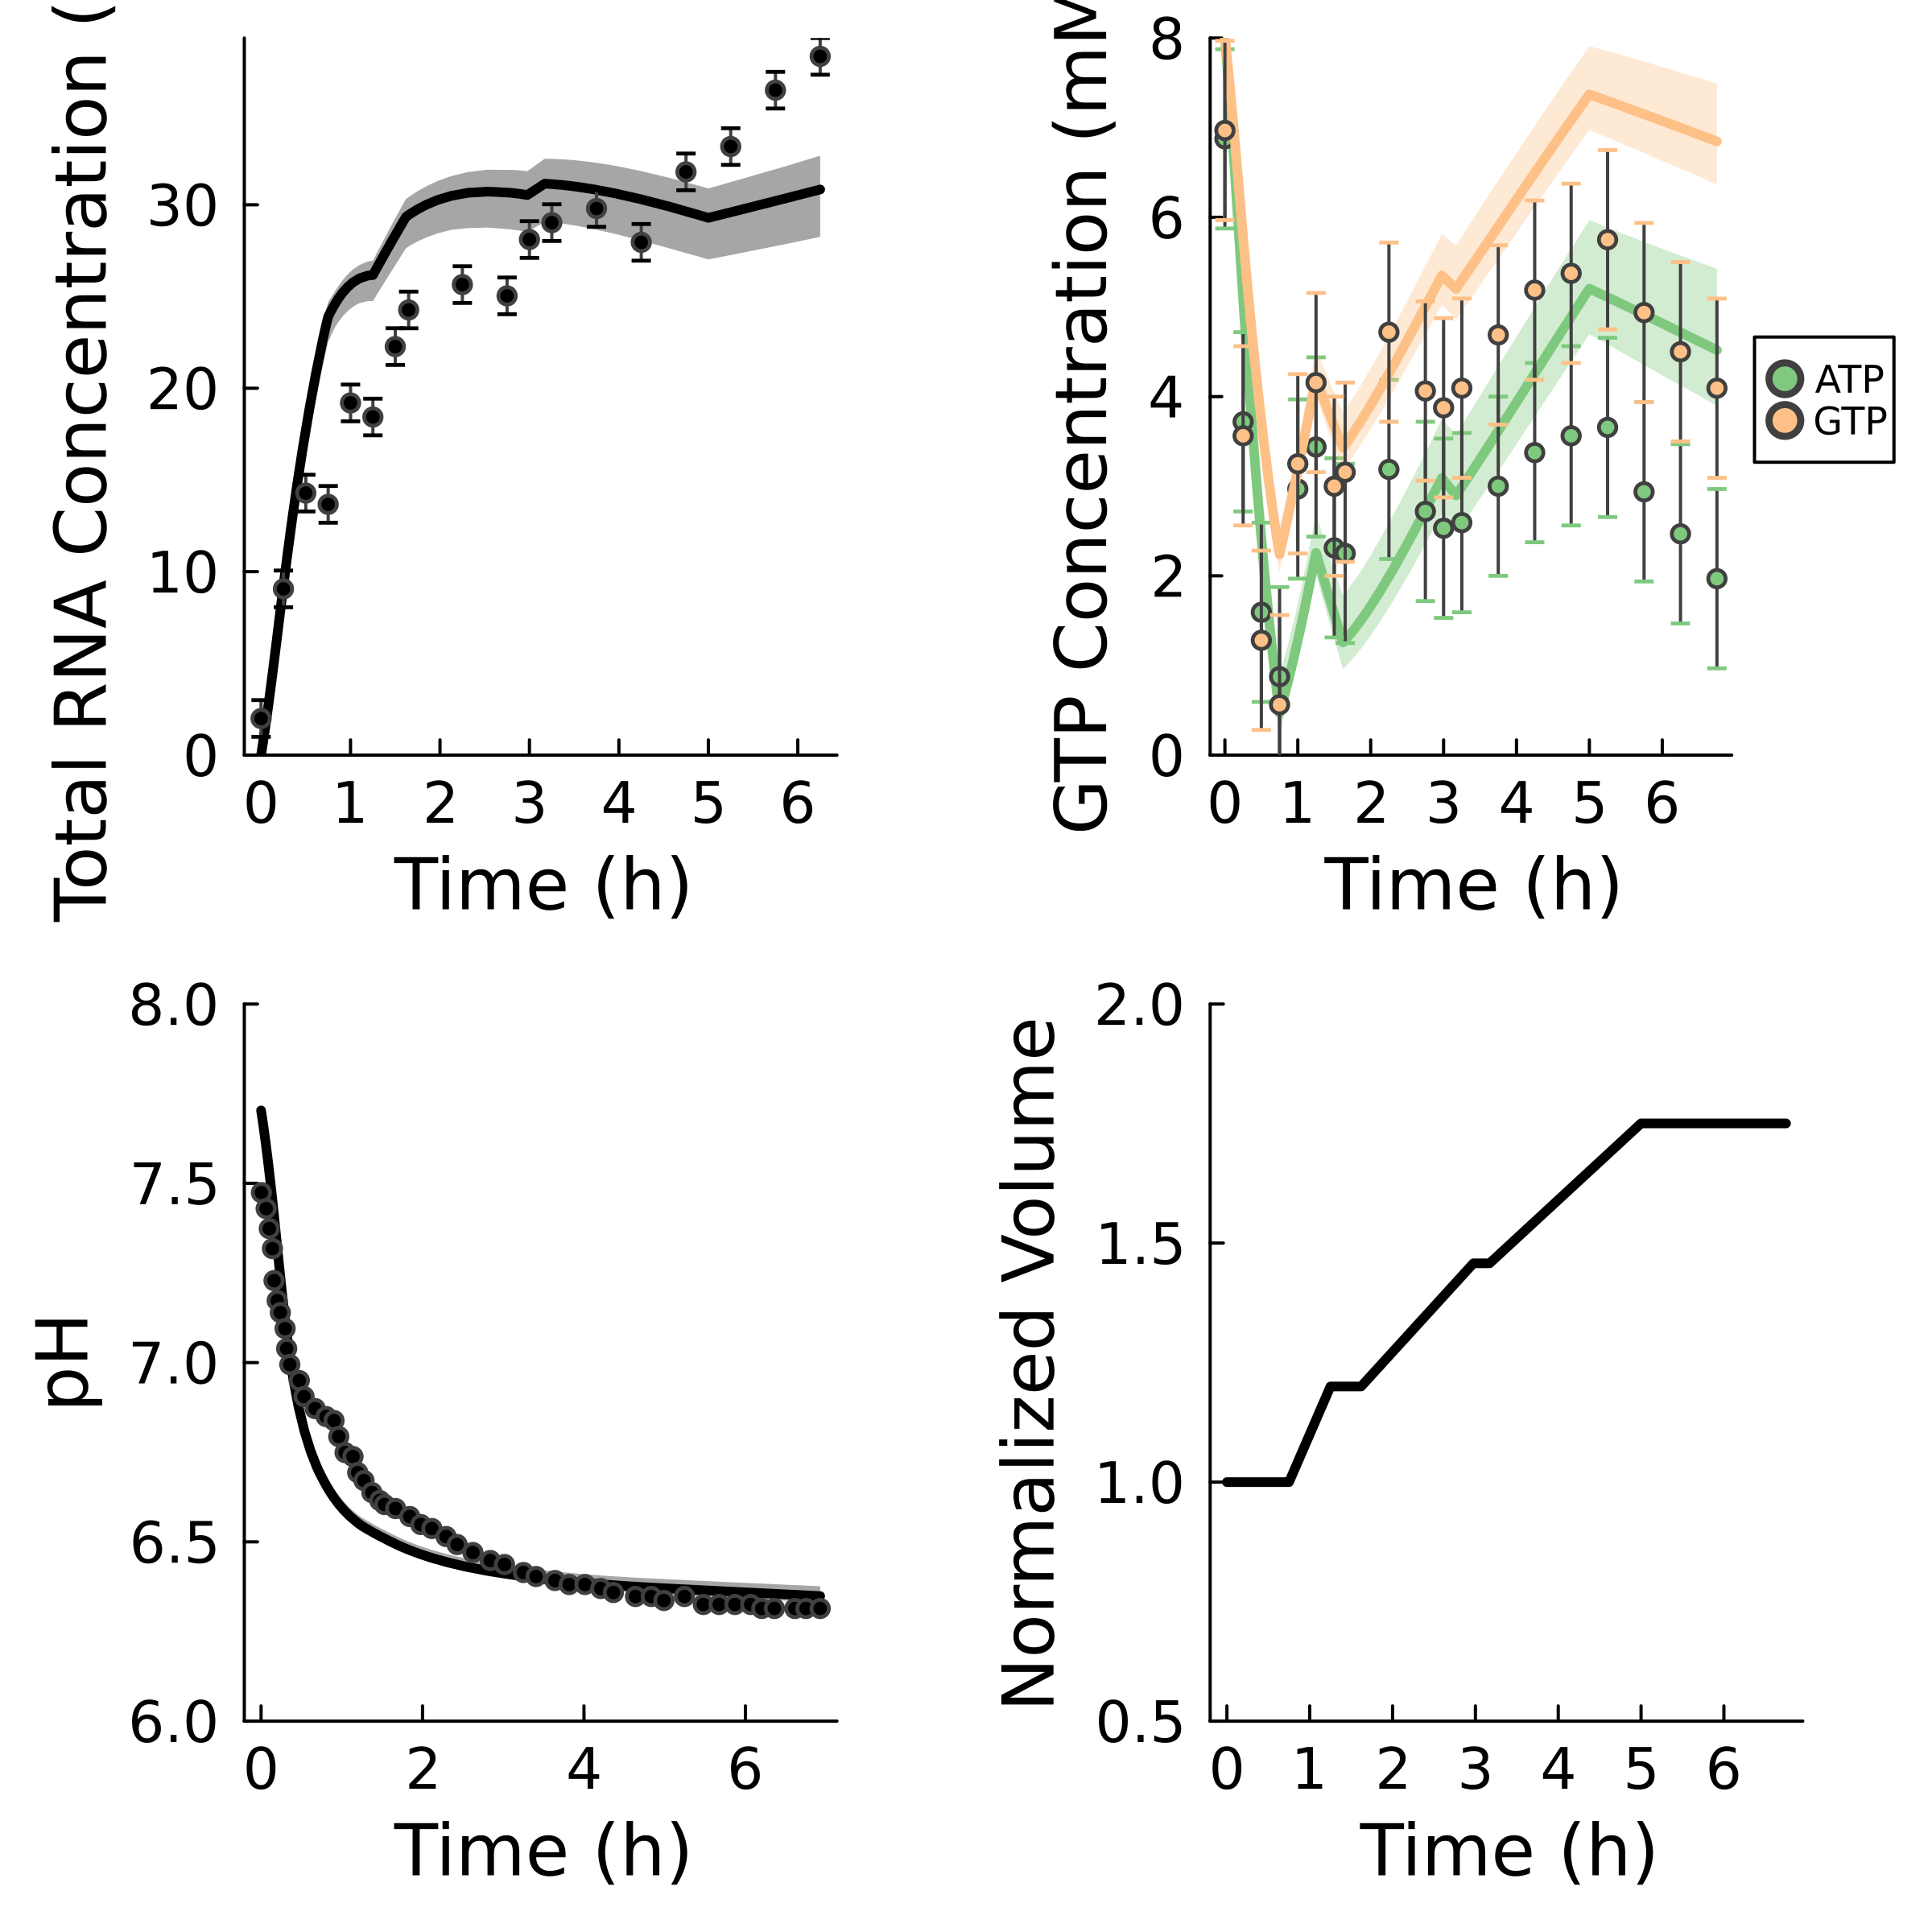 Total RNA Concentration (
30
20
10
0
0 1 2 3 4 5 6
Time (h)
GTP Concentration (mM
8
6
4
2
0
0 1 2 3 4 5 6
Time (h)
ATP
GTP
pH
8.0
7.5
7.0
6.5
6.0
0 2 4 6
Time (h)
Normalized Volume
2.0
1.5
1.0
0.5
0 1 2 3 4 5 6
Time (h)